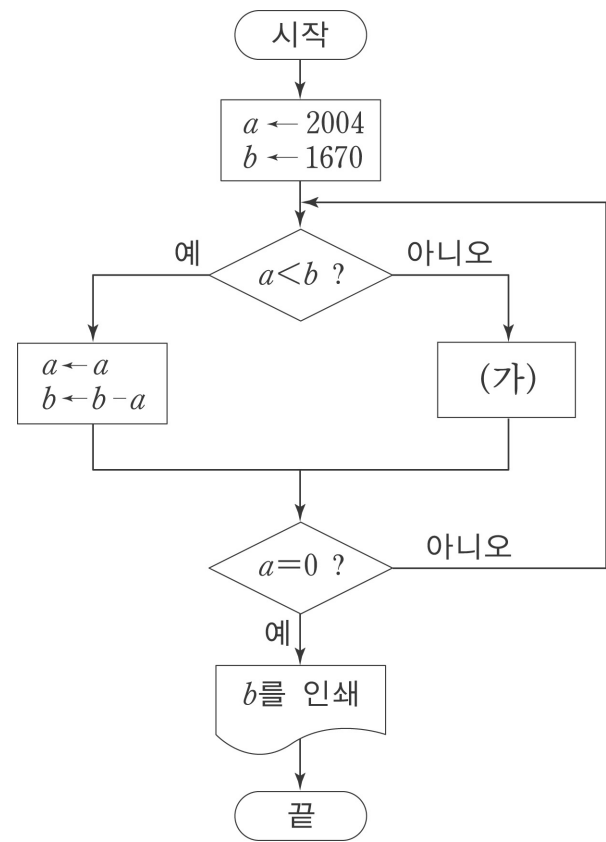 시작
a ← 2004
b ← 1670
예
a<b ?
아니오
a←a
b←b-a
(가)
a=0 ?
아니오
예
b를 인쇄
끝